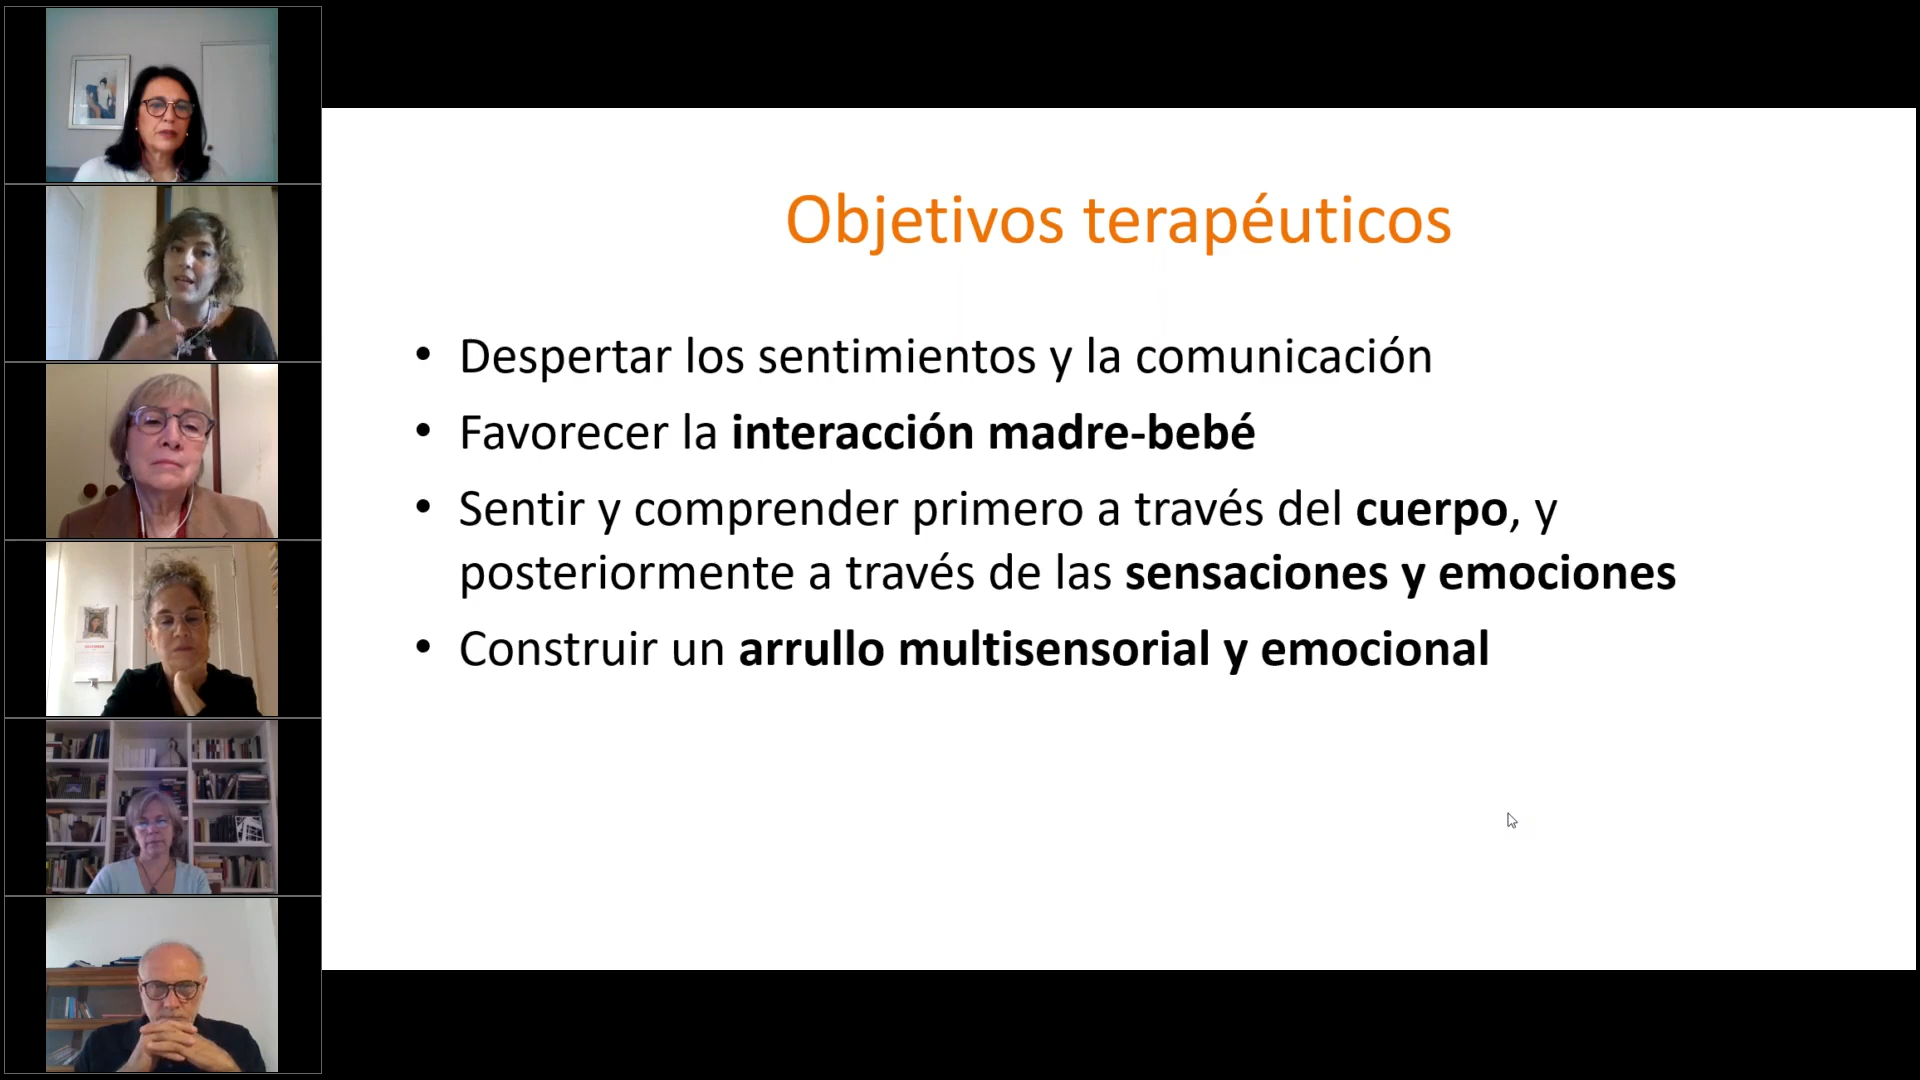 Objetivos terapéuticos
• Despertar los sentimientos y la comunicación
• Favorecer la interacción madre-bebé
• Sentir y comprender primero a través del cuerpo, y
posteriormente a través de las sensaciones y emociones
• Construir un arrullo multisensorial y emocional